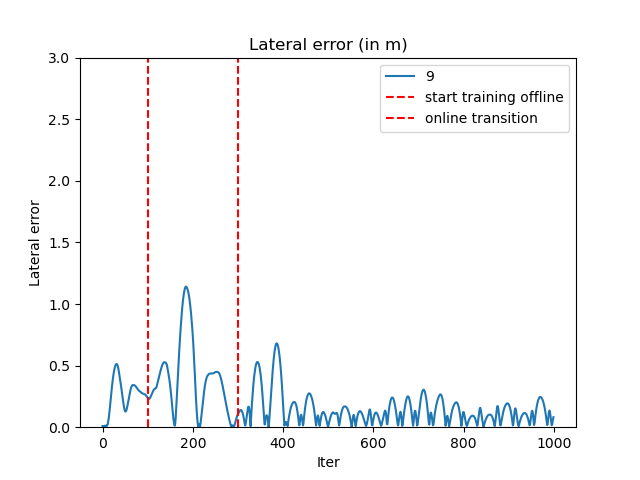 Lateral error (in m)
9
start training offline
online transition
Lateral error
3.0
2.5
2.0
1.5
1.0
0.5
0.0
0 200 400 600 800 1000
Iter